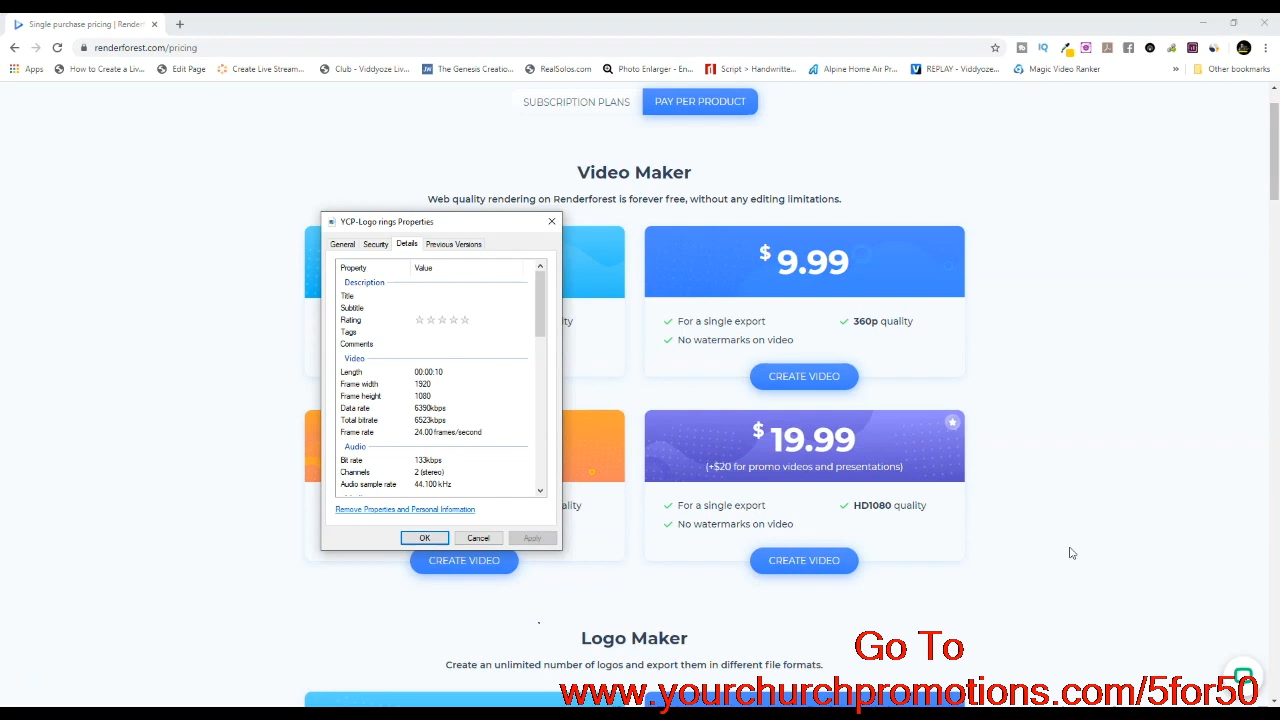 Single purchase pricing | Renderf
renderforest.com/pricing
Apps
How to Create a Liv...
Edit Page
Create Live Stream...
Club - Viddyoze Liv...
The Genesis Creatio...
RealSolos.com
Photo Enlarger - En...
Script > Handwritte...
Alpine Home Air Pr...
REPLAY - Viddyoze...
Magic Video Ranker
»
Other bookmarks
SUBSCRIPTION PLANS
PAY PER PRODUCT
Video Maker
Web quality rendering on Renderforest is forever free, without any editing limitations.
YCP-Logo rings Properties
General Security Details Previous Versions
Property Value
Description
Title
Subtitle
Rating
Tags
Comments
Video
Length 00:00:10
Frame width 1920
Frame height 1080
Data rate 6390kbps
Total bitrate 6523kbps
Frame rate 24.00 frames/second
Audio
Bit rate 133kbps
Channels 2 (stereo)
Audio sample rate 44.100 kHz
Remove Properties and Personal Information
OK Cancel Apply
$ 9.99
For a single export 360p quality
No watermarks on video
CREATE VIDEO
$ 19.99
(+$20 for promo videos and presentations)
For a single export HD1080 quality
No watermarks on video
CREATE VIDEO
CREATE VIDEO
Logo Maker
Create an unlimited number of logos and export them in different file formats.
Go To
www.yourchurchpromotions.com/5for50